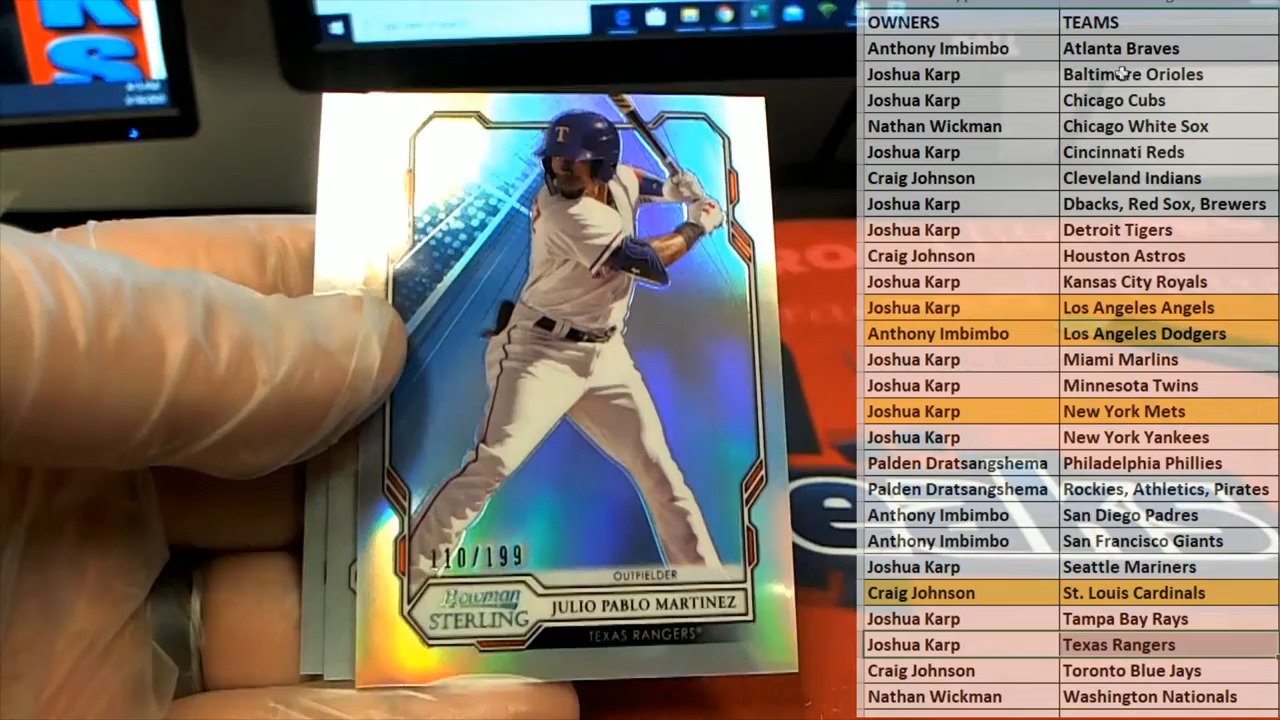 KS
T
110/199
OUTFIELDER
Bowman
STERLING
JULIO PABLO MARTINEZ
TEXAS RANGERS
OWNERS TEAMS
Anthony Imbimbo Atlanta Braves
Joshua Karp Baltimore Orioles
Joshua Karp Chicago Cubs
Nathan Wickman Chicago White Sox
Joshua Karp Cincinnati Reds
Craig Johnson Cleveland Indians
Joshua Karp Dbacks, Red Sox, Brewers
Joshua Karp Detroit Tigers
Craig Johnson Houston Astros
Joshua Karp Kansas City Royals
Joshua Karp Los Angeles Angels
Anthony Imbimbo Los Angeles Dodgers
Joshua Karp Miami Marlins
Joshua Karp Minnesota Twins
Joshua Karp New York Mets
Joshua Karp New York Yankees
Palden Dratsangshema Philadelphia Phillies
Palden Dratsangshema Rockies, Athletics, Pirates
Anthony Imbimbo San Diego Padres
Anthony Imbimbo San Francisco Giants
Joshua Karp Seattle Mariners
Craig Johnson St. Louis Cardinals
Joshua Karp Tampa Bay Rays
Joshua Karp Texas Rangers
Craig Johnson Toronto Blue Jays
Nathan Wickman Washington Nationals